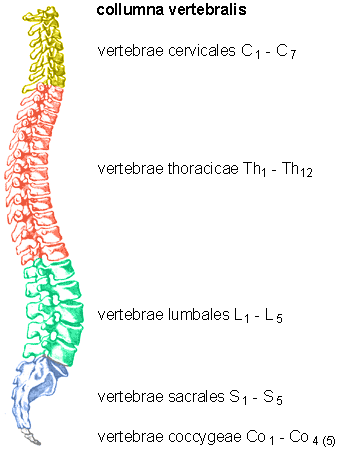 collumna vertebralis
vertebrae cervicales C1 - C7
vertebrae thoracicae Th1 - Th12
vertebrae lumbales L1 - L5
vertebrae sacrales S1 - S5
vertebrae coccygeae Co1 - Co4 (5)